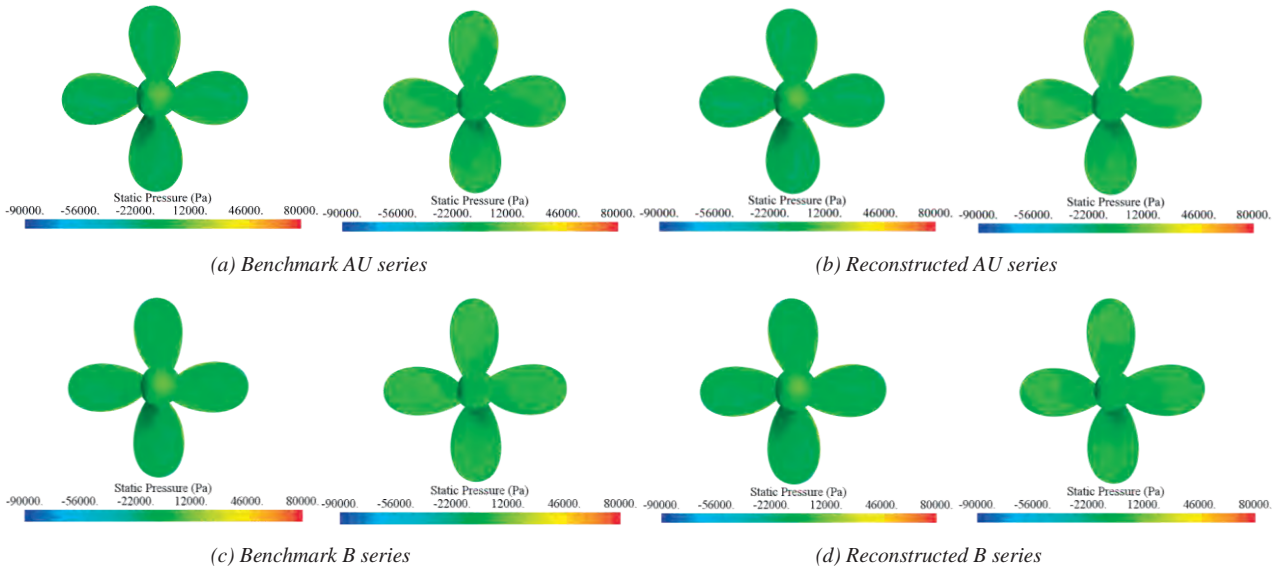 Static Pressure (Pa)
-90000. -56000. -22000. 12000. 46000. 80000.
Static Pressure (Pa)
-90000. -56000. -22000. 12000. 46000. 80000.
(a) Benchmark AU series
Static Pressure (Pa)
-90000. -56000. -22000. 12000. 46000. 80000.
Static Pressure (Pa)
-90000. -56000. -22000. 12000. 46000. 80000.
(b) Reconstructed AU series
Static Pressure (Pa)
-90000. -56000. -22000. 12000. 46000. 80000.
Static Pressure (Pa)
-90000. -56000. -22000. 12000. 46000. 80000.
(c) Benchmark B series
Static Pressure (Pa)
-90000. -56000. -22000. 12000. 46000. 80000.
Static Pressure (Pa)
-90000. -56000. -22000. 12000. 46000. 80000.
(d) Reconstructed B series